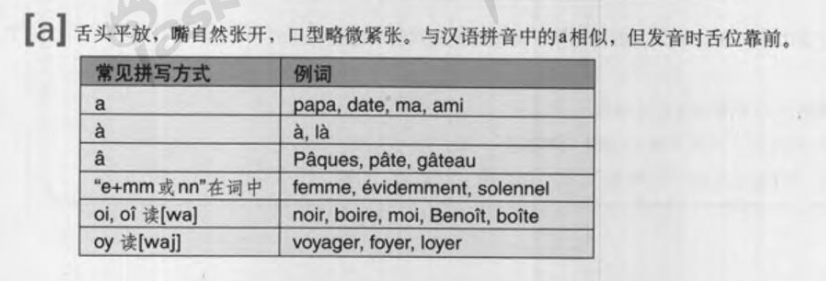 [a] 舌头平放，嘴自然张开，口型略微紧张。与汉语拼音中的a相似，但发音时舌位靠前。
常见拼写方式 例词
a papa, date, ma, ami
à à, là
â Pâques, pâte, gâteau
“e+mm或nn”在词中 femme, évidemment, solennel
oi, oî 读[wa] noir, boire, moi, Benoît, boîte
oy 读[waj] voyager, foyer, loyer